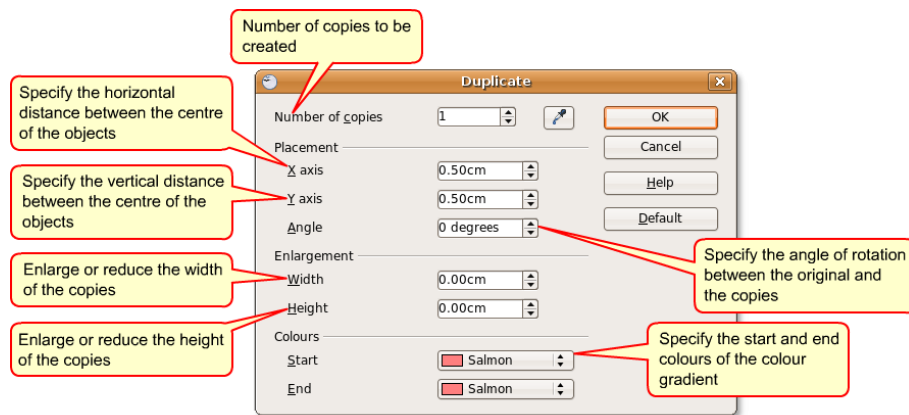 Number of copies to be
created
Specify the horizontal
distance between the centre
of the objects
Specify the vertical distance
between the centre of the
objects
Enlarge or reduce the width
of the copies
Enlarge or reduce the height
of the copies
Duplicate
Number of copies 1
OK
Placement
Cancel
X axis 0.50cm
Help
Y axis 0.50cm
Default
Angle 0 degrees
Enlargement
Width 0.00cm
Height 0.00cm
Colours
Start Salmon
End Salmon
Specify the angle of rotation
between the original and
the copies
Specify the start and end
colours of the colour
gradient